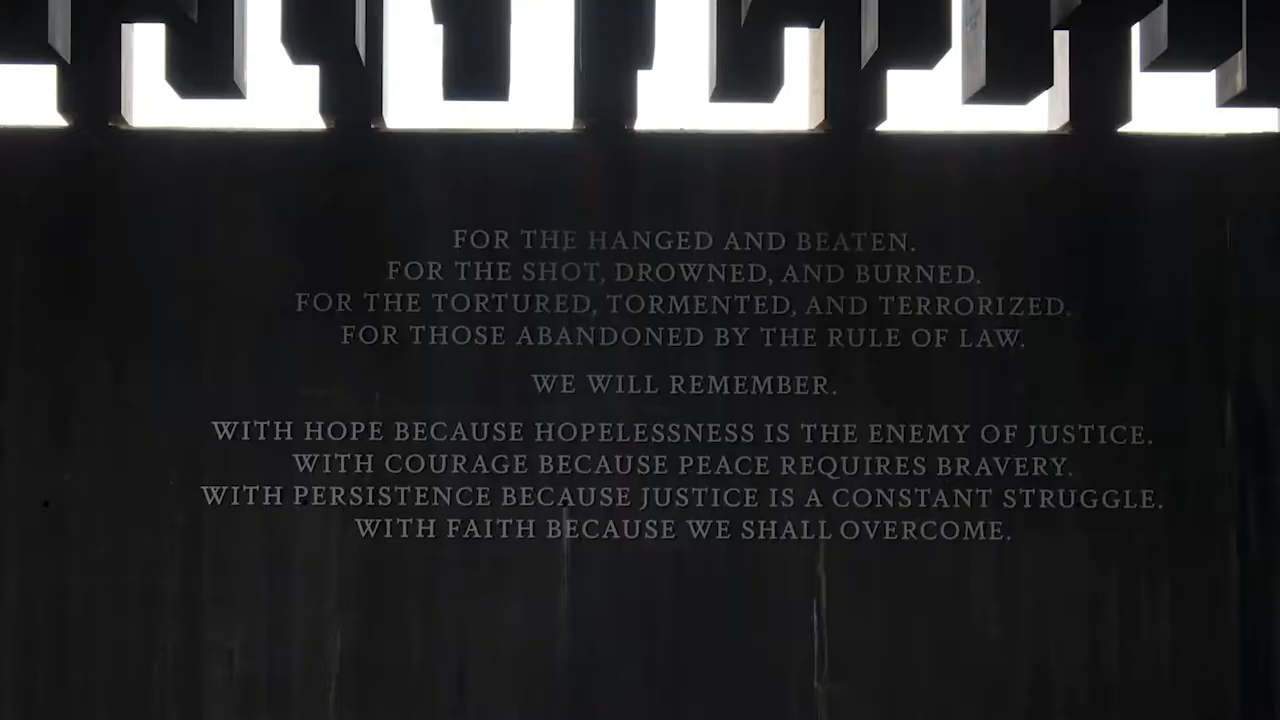 FOR THE HANGED AND BEATEN.
FOR THE SHOT, DROWNED, AND BURNED.
FOR THE TORTURED, TORMENTED, AND TERRORIZED.
FOR THOSE ABANDONED BY THE RULE OF LAW.
WE WILL REMEMBER.
WITH HOPE BECAUSE HOPELESSNESS IS THE ENEMY OF JUSTICE.
WITH COURAGE BECAUSE PEACE REQUIRES BRAVERY.
WITH PERSISTENCE BECAUSE JUSTICE IS A CONSTANT STRUGGLE.
WITH FAITH BECAUSE WE SHALL OVERCOME.